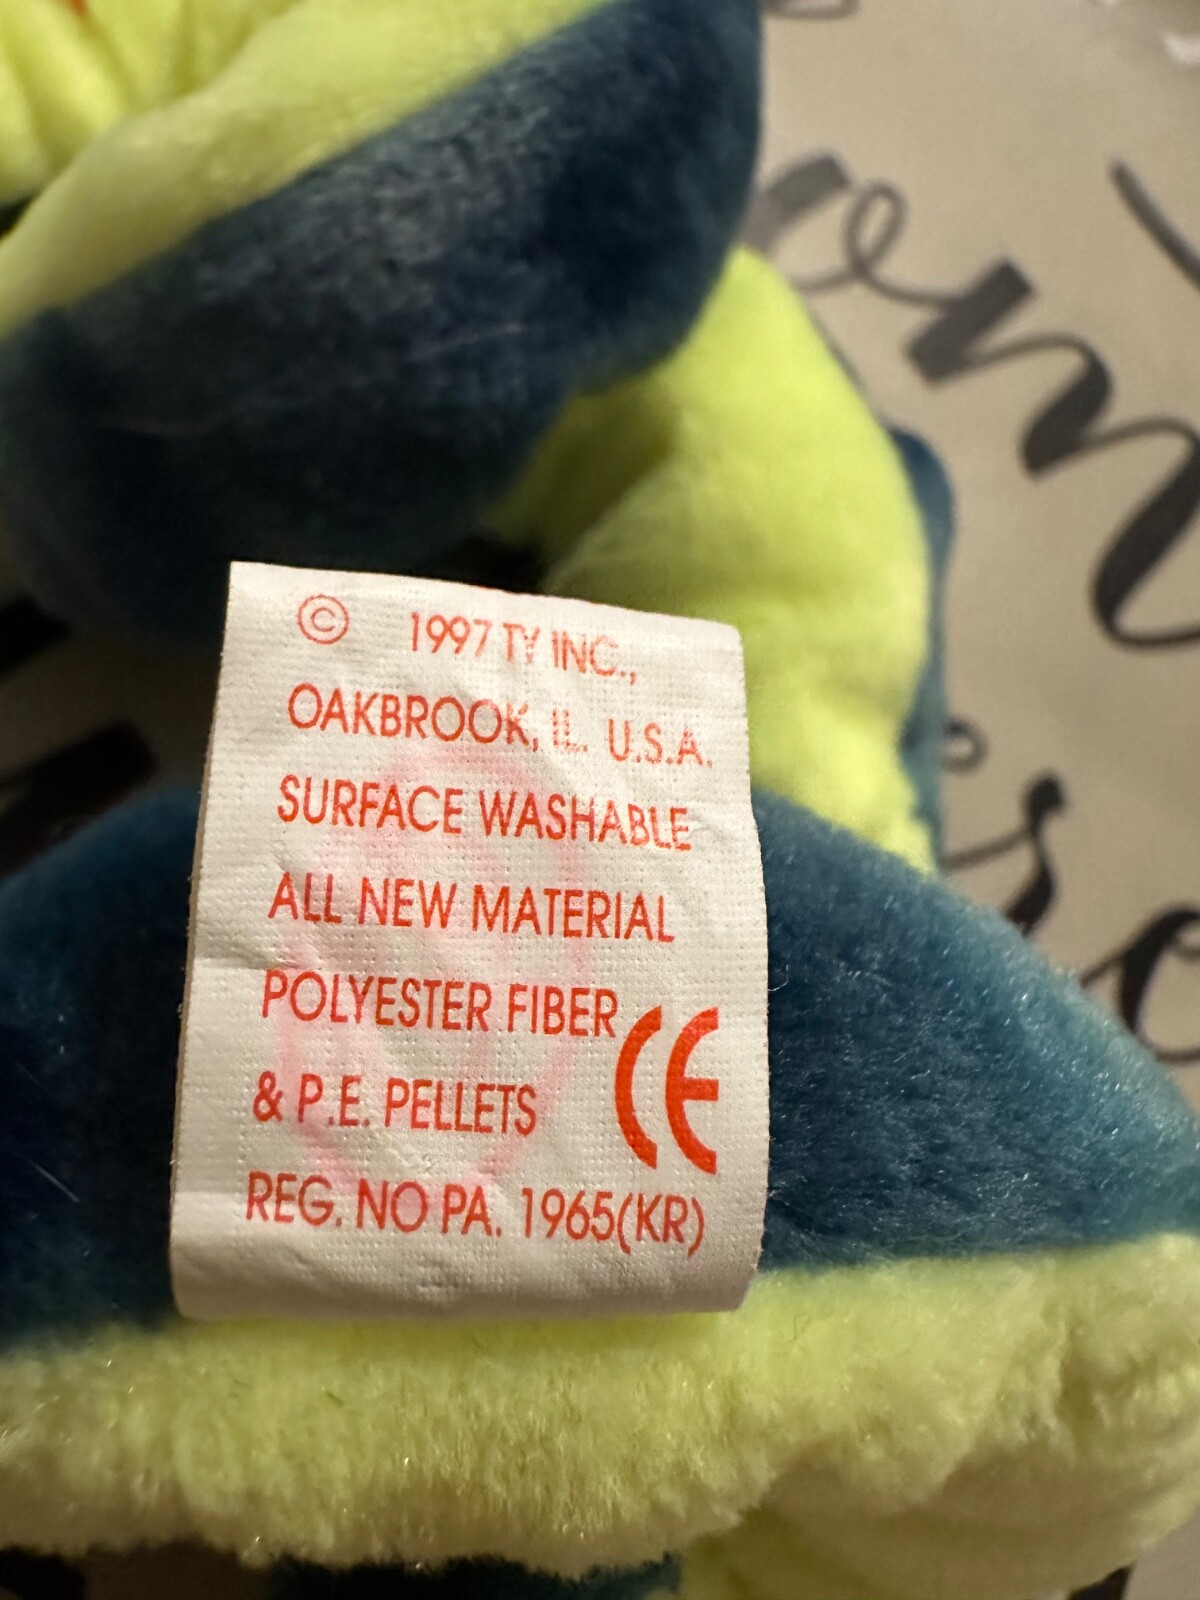 © 1997 TY INC.,
OAKBROOK, IL. U.S.A.
SURFACE WASHABLE
ALL NEW MATERIAL
POLYESTER FIBER
& P.E. PELLETS CE
REG. NO PA. 1965(KR)